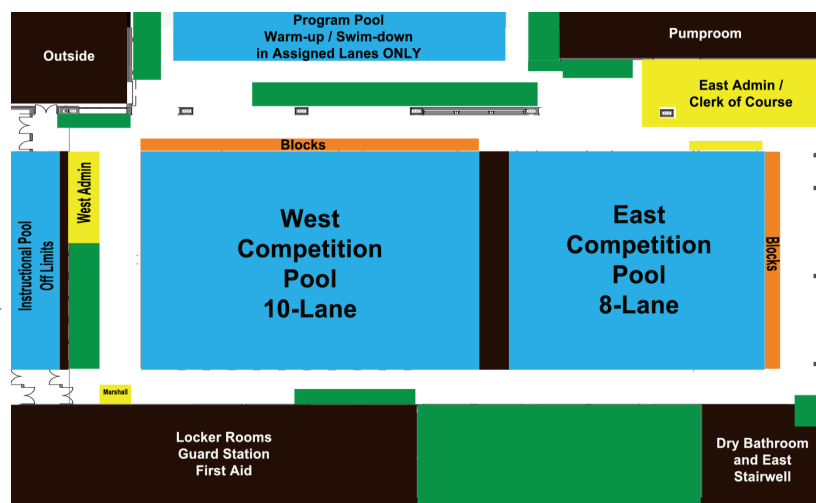 Program Pool
Warm-up / Swim-down
in Assigned Lanes ONLY
Outside
Pumproom
East Admin /
Clerk of Course
Blocks
Instructional Pool
Off Limits
West Admin
West
Competition
Pool
10-Lane
East
Competition
Pool
8-Lane
Blocks
Marshall
Locker Rooms
Guard Station
First Aid
Dry Bathroom
and East
Stairwell